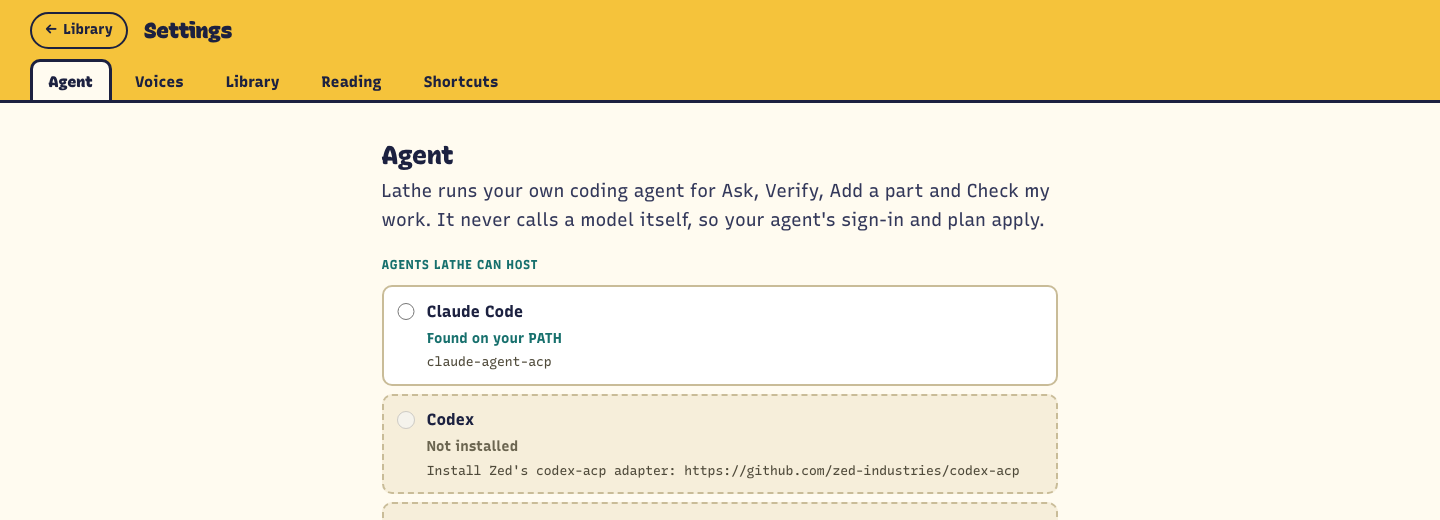 ← Library
Settings
Agent
Voices
Library
Reading
Shortcuts
Agent
Lathe runs your own coding agent for Ask, Verify, Add a part and Check my
work. It never calls a model itself, so your agent's sign-in and plan apply.
AGENTS LATHE CAN HOST
Claude Code
Found on your PATH
claude-agent-acp
Codex
Not installed
Install Zed's codex-acp adapter: https://github.com/zed-industries/codex-acp